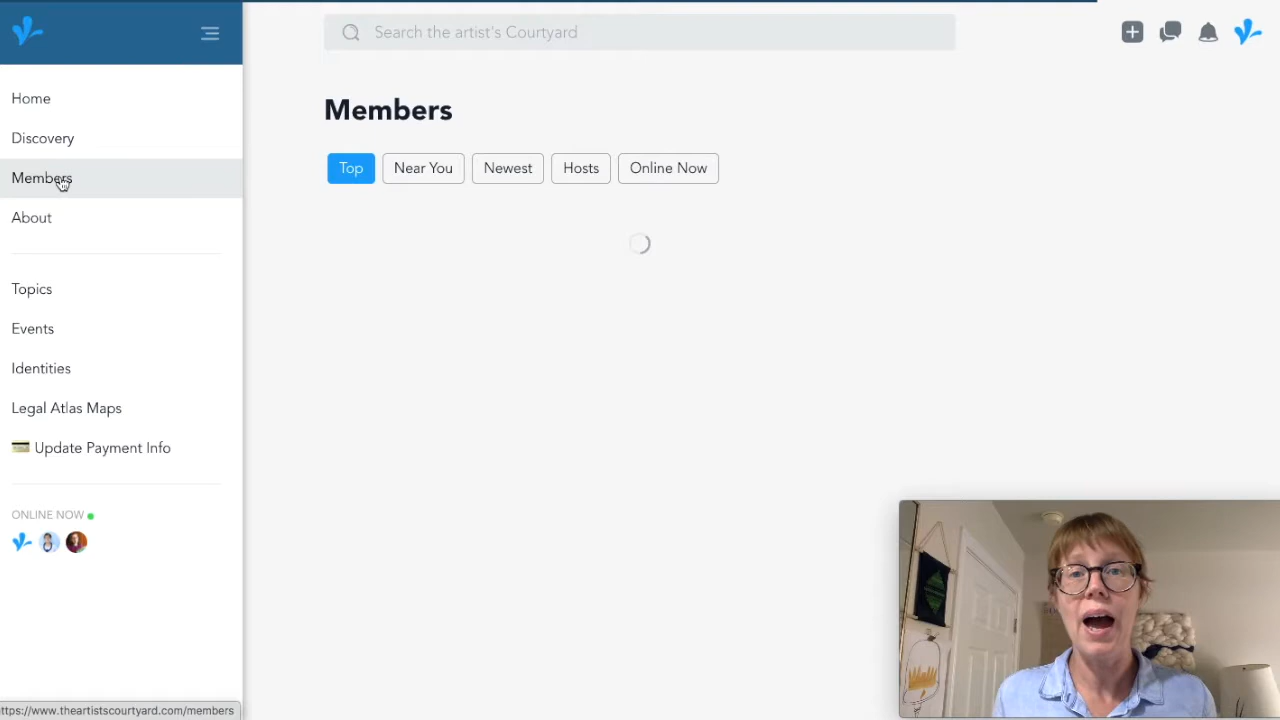 Search the artist's Courtyard
Home
Discovery
Members
About
Topics
Events
Identities
Legal Atlas Maps
Update Payment Info
ONLINE NOW
Members
Top
Near You
Newest
Hosts
Online Now
ttps://www.theartistscourtyard.com/members